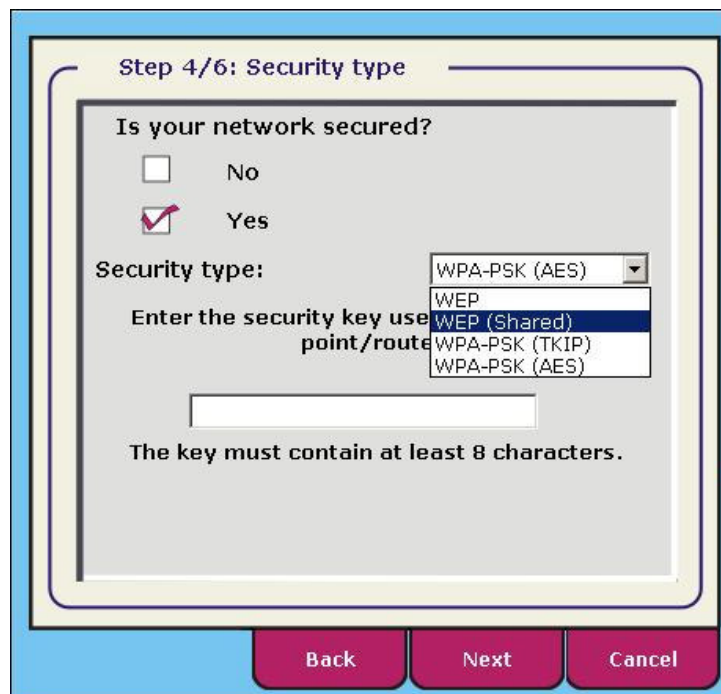 Step 4/6: Security type
Is your network secured?
No
Yes
Security type:
WPA-PSK (AES)
WEP
WEP (Shared)
WPA-PSK (TKIP)
WPA-PSK (AES)
Enter the security key use
point/route
The key must contain at least 8 characters.
Back
Next
Cancel